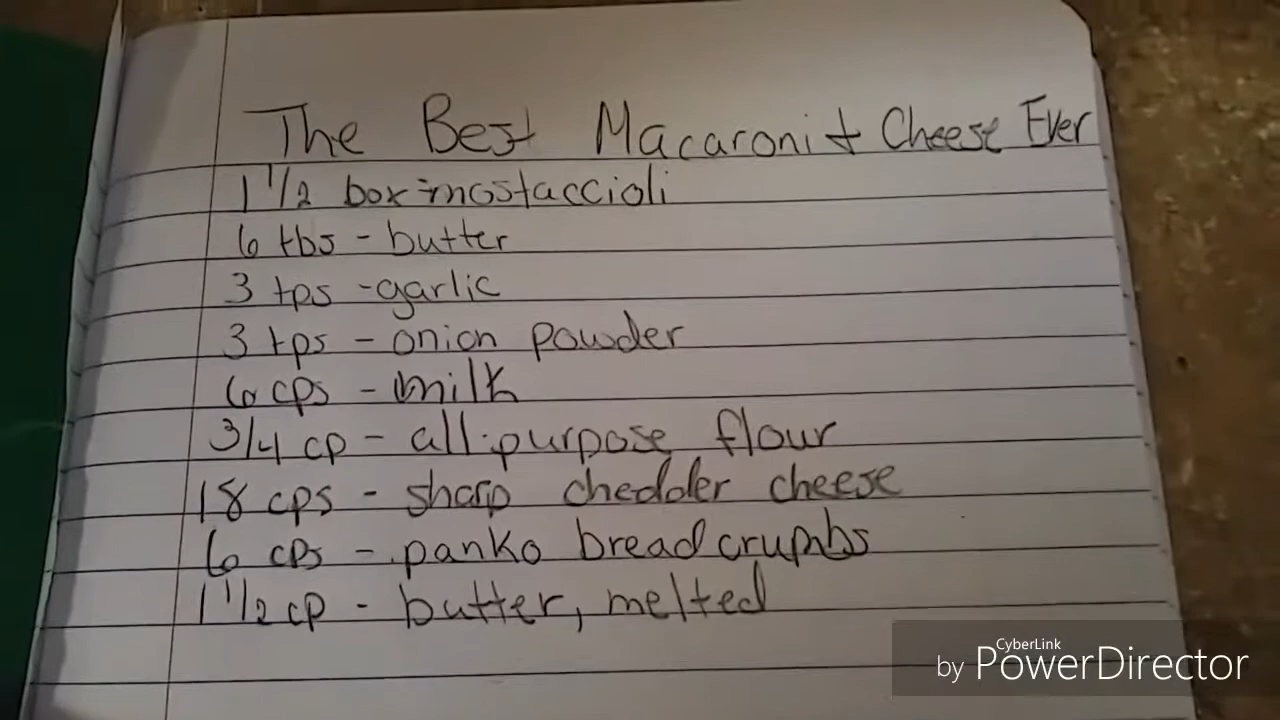 The Best Macaroni + Cheese Ever
1 1/2 box - mostaccioli
6 tbs - butter
3 tps - garlic
3 tps - onion powder
6 cps - milk
3/4 cp - all-purpose flour
18 cps - sharp chedder cheese
6 cps - panko bread crumbs
1 1/2 cp - butter, melted
CyberLink
by PowerDirector